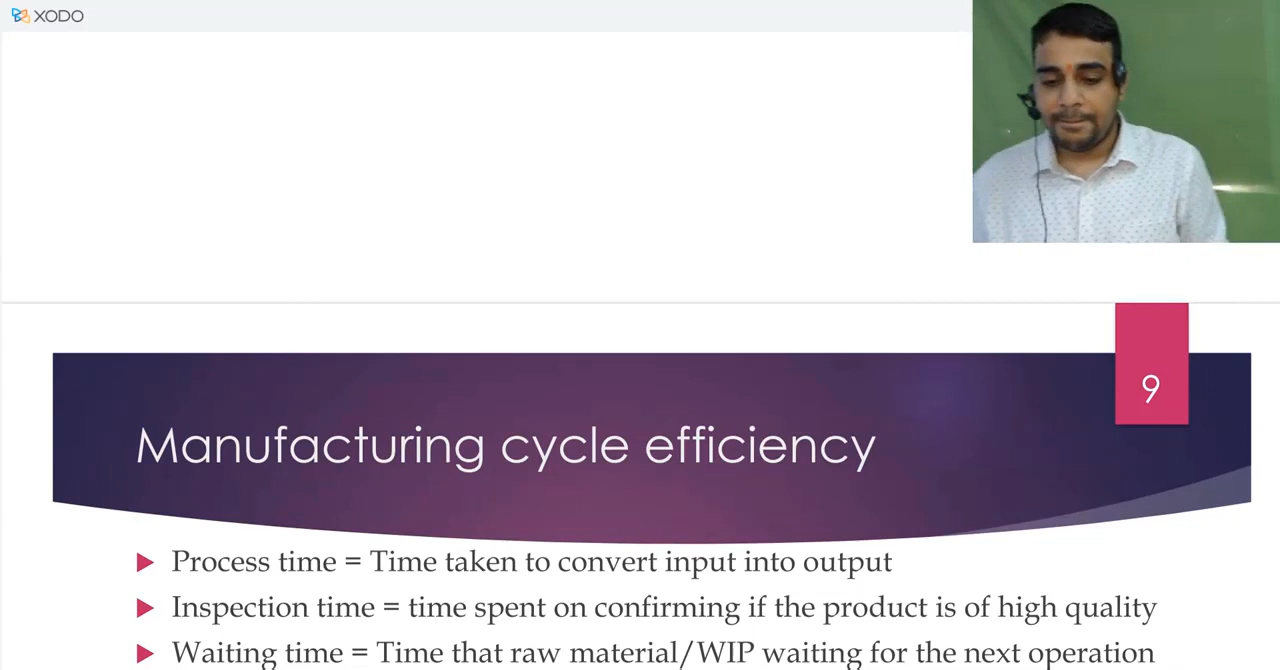 XODO
9
Manufacturing cycle efficiency
Process time = Time taken to convert input into output
Inspection time = time spent on confirming if the product is of high quality
Waiting time = Time that raw material/WIP waiting for the next operation